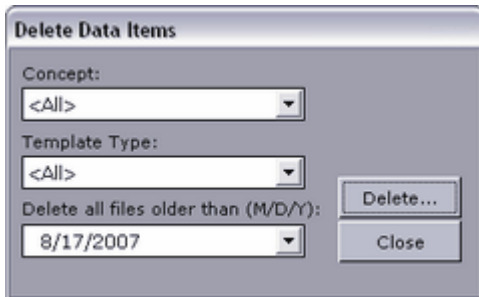 Delete Data Items
Concept:
<All>
Template Type:
<All>
Delete all files older than (M/D/Y):
8/17/2007
Delete...
Close